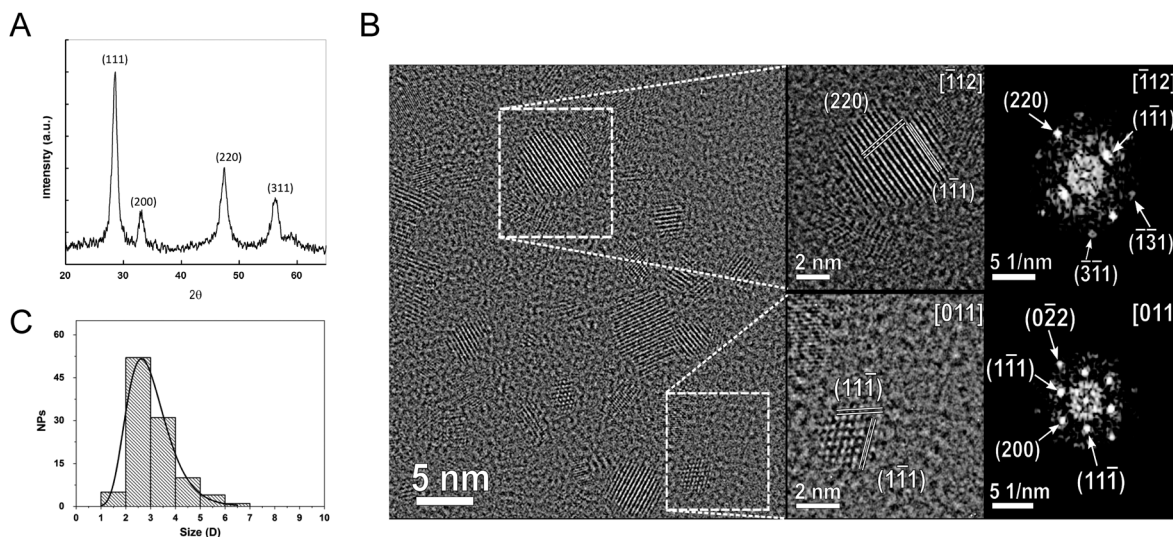 A
(111)
(200)
(220)
(311)
Intensity (a.u.)
20 30 40 50 60
2θ
B
5 nm
[1̄12]
(220)
(11̄1)
2 nm
[1̄12]
(220)
(11̄1)
(1̄3̄1)
(3̄1̄1)
5 1/nm
[011]
(111̄)
(11̄1)
2 nm
[011]
(02̄2)
(11̄1)
(200)
(111̄)
5 1/nm
C
60
45
30
15
0
NPs
0 1 2 3 4 5 6 7 8 9 10
Size (D)